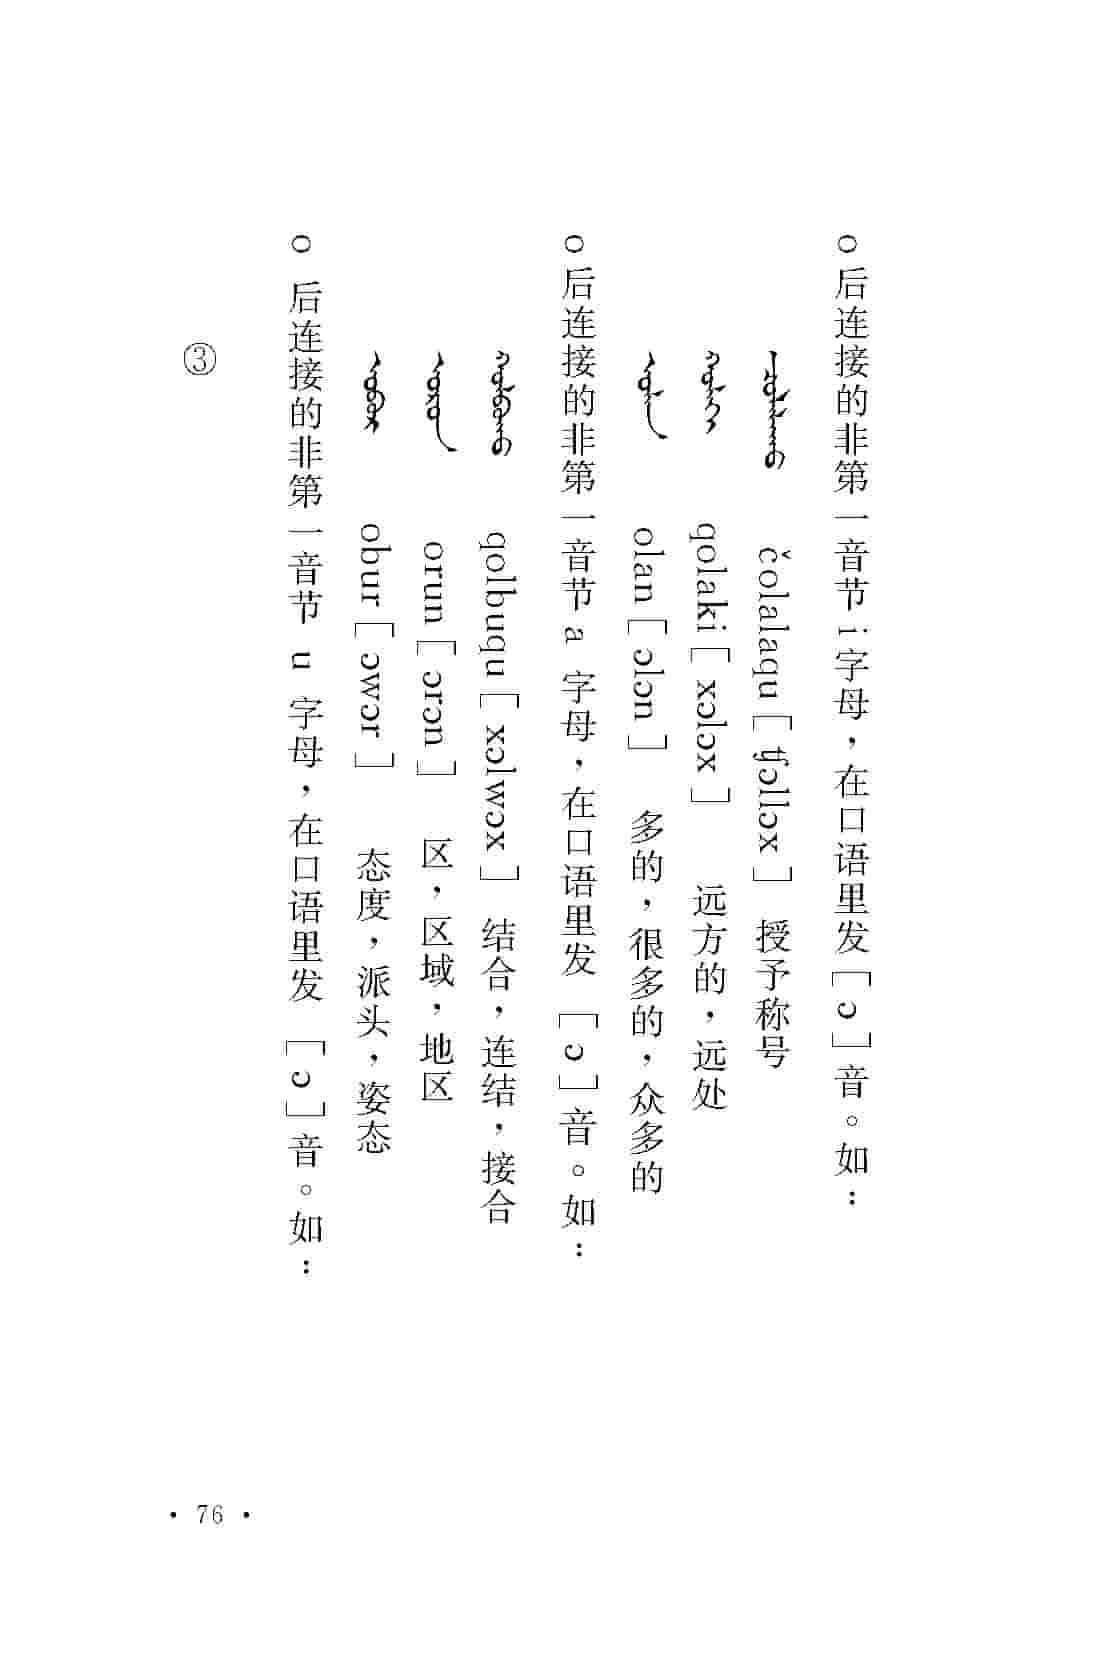 ③
o 后连接的非第一音节 u 字母，在口语里发［ɔ］音。如：
ᠣᠪᠤᠷ obur［ɔwɔr］ 态度，派头，姿态
ᠣᠷᠤᠨ orun［ɔrɔn］ 区，区域，地区
ᠬᠣᠯᠪᠤᠬᠤ qolbuqu［xɔlwɔx］ 结合，连结，接合
o 后连接的非第一音节 a 字母，在口语里发［ɔ］音。如：
ᠣᠯᠠᠨ olan［ɔlɔn］ 多的，很多的，众多的
ᠬᠣᠯᠠᠬᠢ qolaki［xɔlɔx］ 远方的，远处
ᠴᠣᠯᠠᠯᠠᠬᠤ čolalaqu［ʧɔllɔx］ 授予称号
o 后连接的非第一音节 i 字母，在口语里发［ɔ］音。如：
· 76 ·